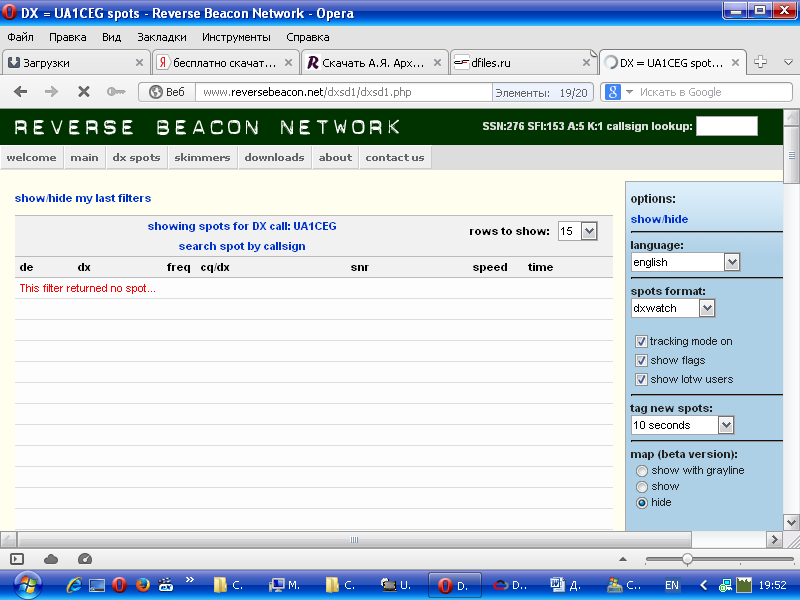 DX = UA1CEG spots - Reverse Beacon Network - Opera
Файл Правка Вид Закладки Инструменты Справка
Загрузки
бесплатно скачат...
Скачать А.Я. Арх...
dfiles.ru
DX = UA1CEG spot...
Веб www.reversebeacon.net/dxsd1/dxsd1.php Элементы: 19/20 Искать в Google
REVERSE BEACON NETWORK
SSN:276 SFI:153 A:5 K:1 callsign lookup:
welcome main dx spots skimmers downloads about contact us
show/hide my last filters
showing spots for DX call: UA1CEG
search spot by callsign
rows to show: 15
de dx freq cq/dx snr speed time
This filter returned no spot...
options:
show/hide
language:
english
spots format:
dxwatch
tracking mode on
show flags
show lotw users
tag new spots:
10 seconds
map (beta version):
show with grayline
show
hide
С. М. С. U. D. D.. Д. С.. EN 19:52